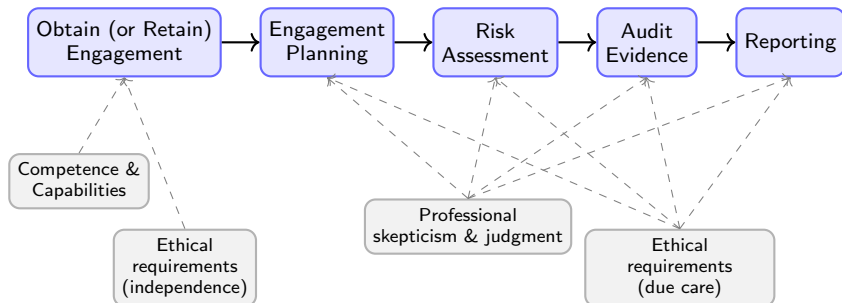 Obtain (or Retain)
Engagement
Engagement
Planning
Risk
Assessment
Audit
Evidence
Reporting
Competence &
Capabilities
Professional
skepticism & judgment
Ethical
requirements
(independence)
Ethical
requirements
(due care)